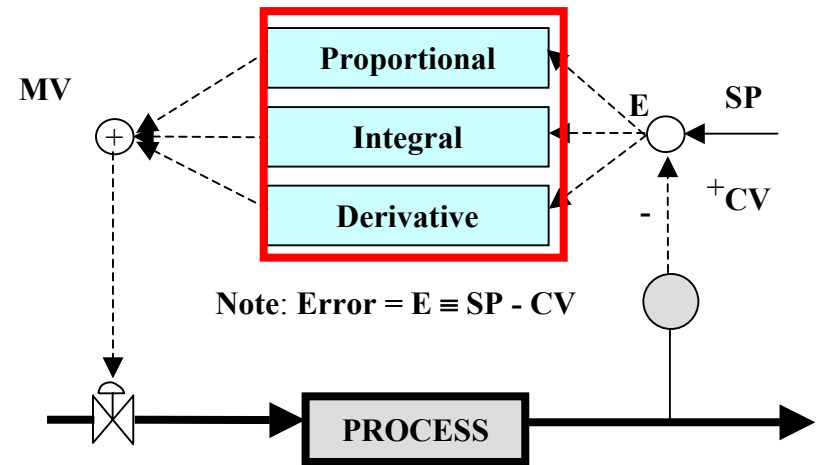 Proportional
MV
E
SP
+
Integral
+CV
Derivative
-
Note: Error = E ≡ SP - CV
PROCESS